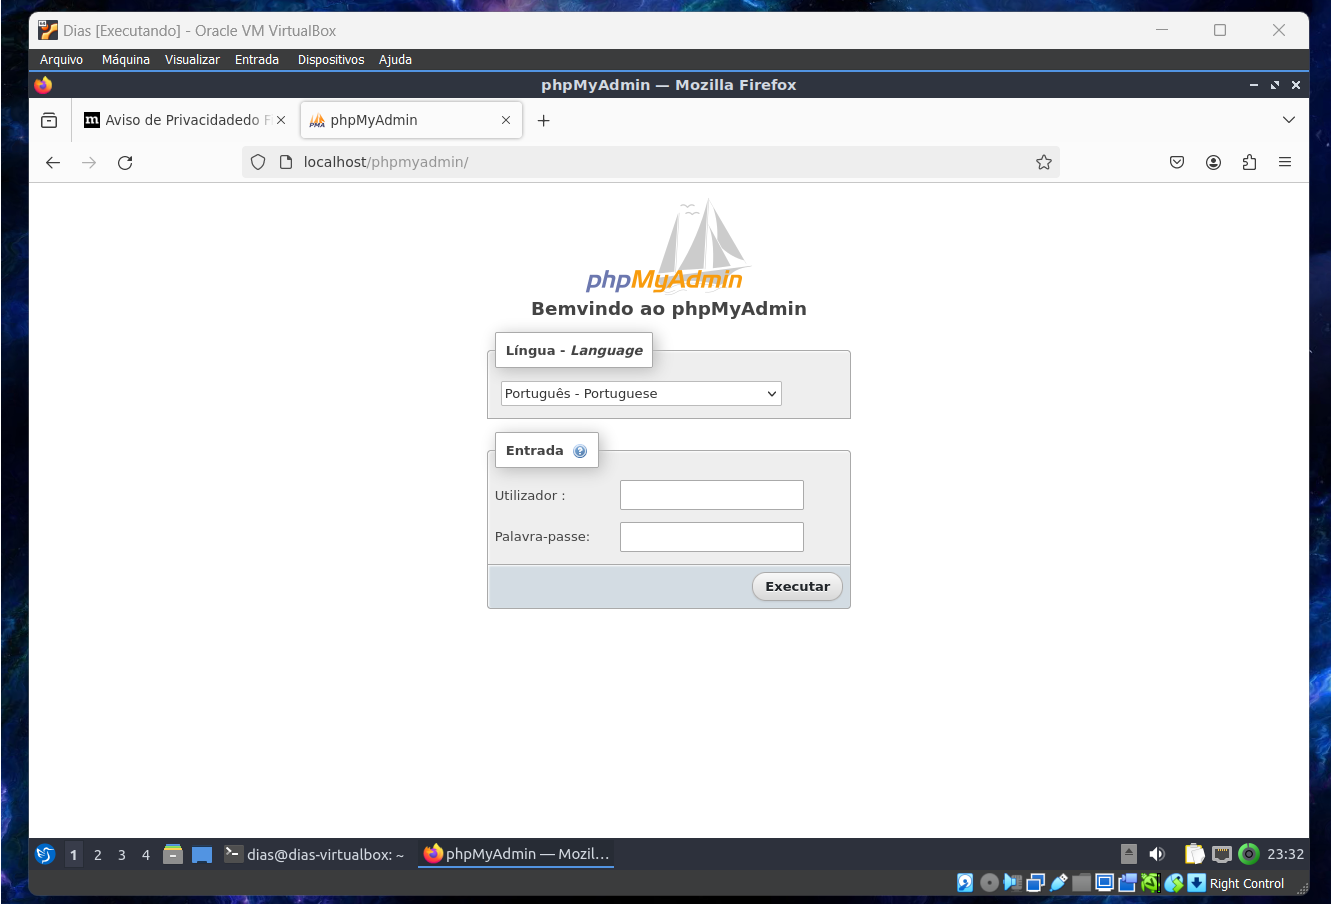 Dias [Executando] - Oracle VM VirtualBox
Arquivo Máquina Visualizar Entrada Dispositivos Ajuda
phpMyAdmin — Mozilla Firefox
m Aviso de Privacidadedo F phpMyAdmin
localhost/phpmyadmin/
phpMyAdmin
Bemvindo ao phpMyAdmin
Língua - Language
Português - Portuguese
Entrada
Utilizador :
Palavra-passe:
Executar
1 2 3 4 dias@dias-virtualbox: ~ phpMyAdmin — Mozil... 23:32
Right Control